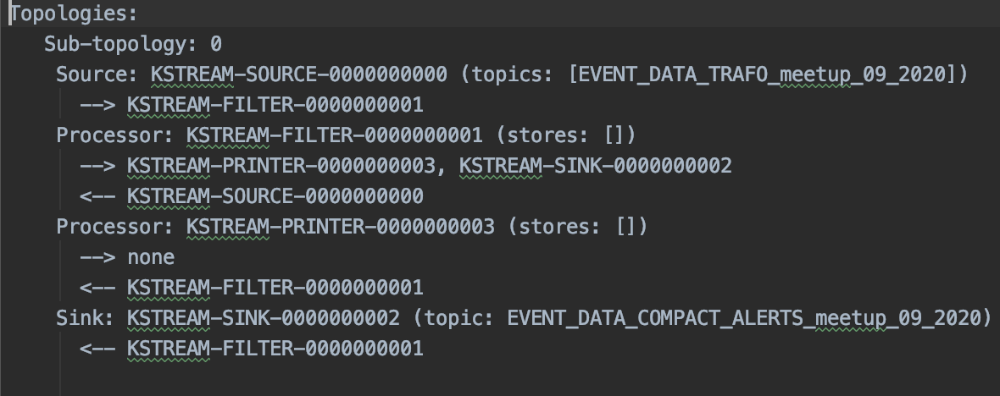 Topologies:
Sub-topology: 0
Source: KSTREAM-SOURCE-0000000000 (topics: [EVENT_DATA_TRAFO_meetup_09_2020])
--> KSTREAM-FILTER-0000000001
Processor: KSTREAM-FILTER-0000000001 (stores: [])
--> KSTREAM-PRINTER-0000000003, KSTREAM-SINK-0000000002
<-- KSTREAM-SOURCE-0000000000
Processor: KSTREAM-PRINTER-0000000003 (stores: [])
--> none
<-- KSTREAM-FILTER-0000000001
Sink: KSTREAM-SINK-0000000002 (topic: EVENT_DATA_COMPACT_ALERTS_meetup_09_2020)
<-- KSTREAM-FILTER-0000000001